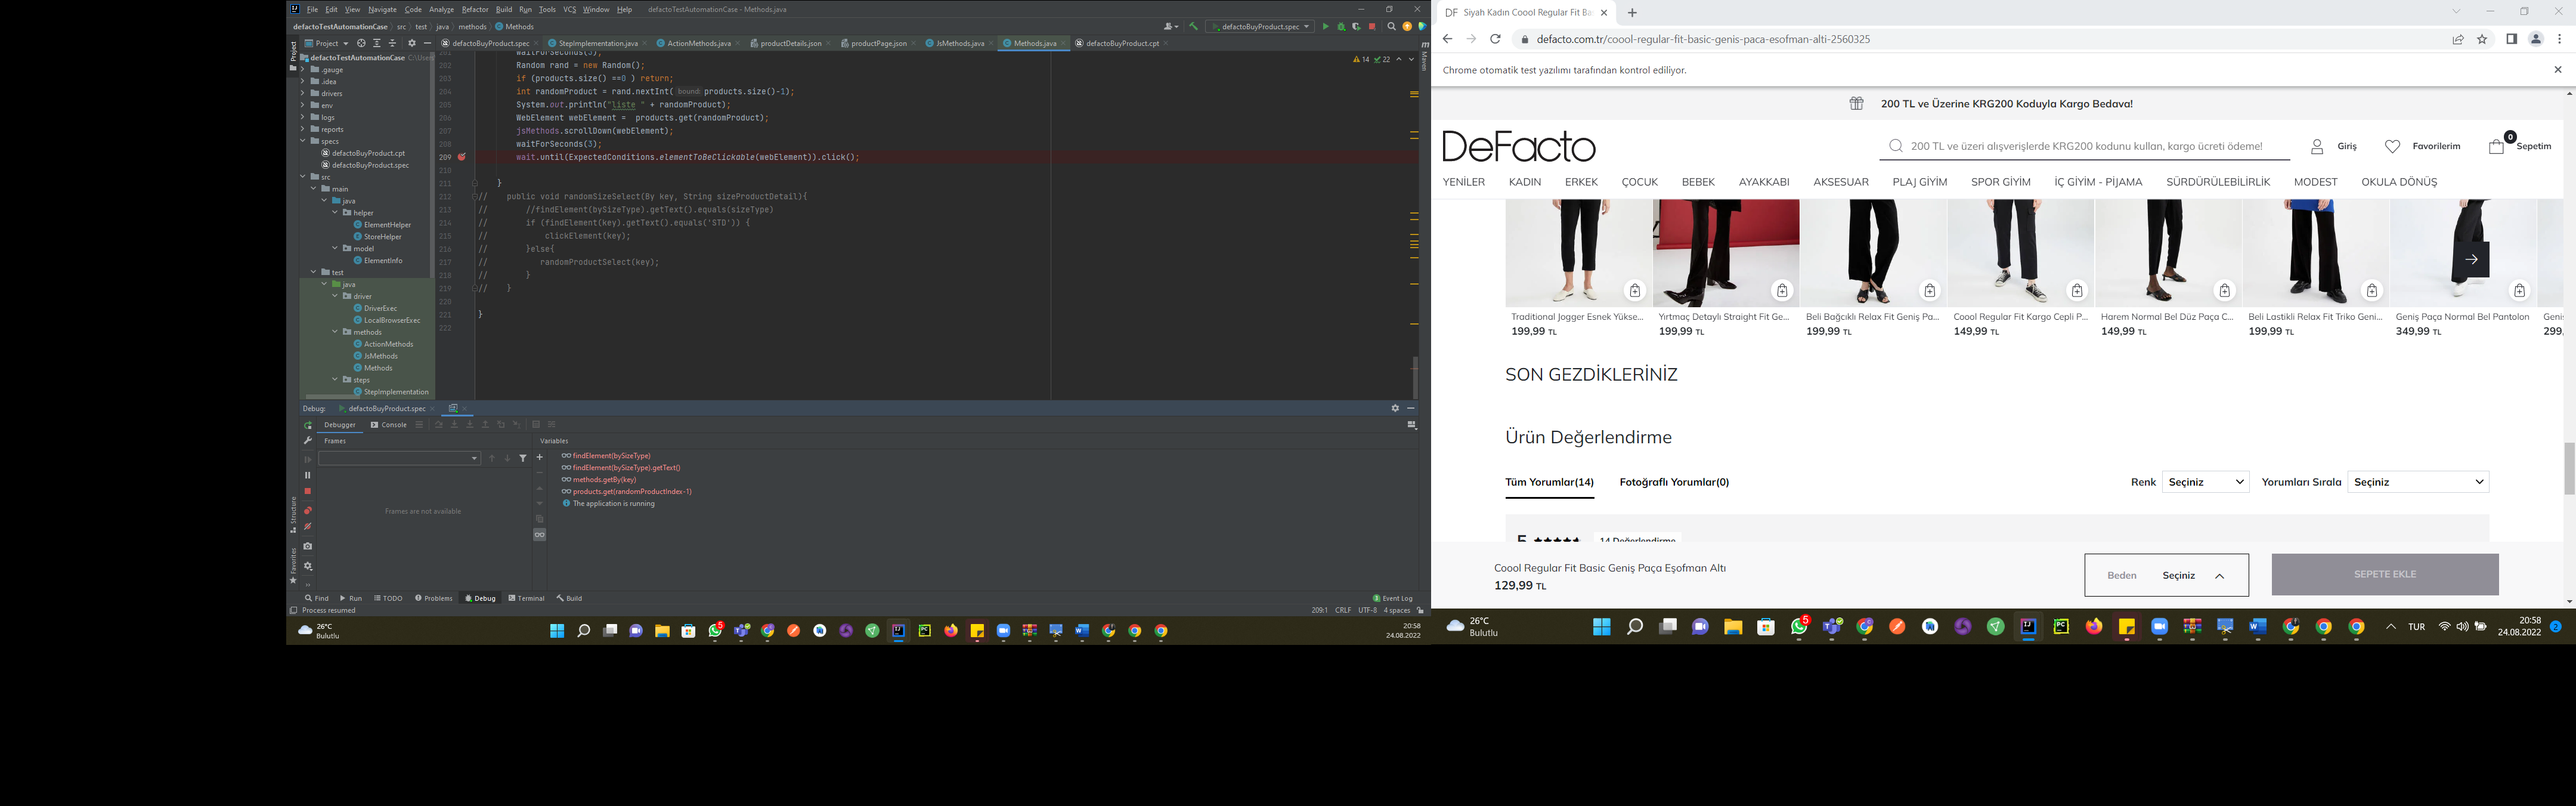 File Edit View Navigate Code Analyze Refactor Build Run Tools VCS Window Help defactoTestAutomationCase - Methods.java
defactoTestAutomationCase src test java methods Methods
defactoBuyProduct.spec
Project
defactoBuyProduct.spec StepImplementation.java ActionMethods.java productDetails.json productPage.json JsMethods.java Methods.java defactoBuyProduct.cpt
Project
Maven
Structure
Favorites
defactoTestAutomationCase
.gauge
.idea
drivers
env
logs
reports
specs
defactoBuyProduct.cpt
defactoBuyProduct.spec
src
main
java
helper
ElementHelper
StoreHelper
model
ElementInfo
test
java
driver
DriverExec
LocalBrowserExec
methods
ActionMethods
JsMethods
Methods
steps
StepImplementation
14 22
201 waitForSeconds(3);
202 Random rand = new Random();
203 if (products.size() ==0 ) return;
204 int randomProduct = rand.nextInt( bound: products.size()-1);
205 System.out.println("liste " + randomProduct);
206 WebElement webElement = products.get(randomProduct);
207 jsMethods.scrollDown(webElement);
208 waitForSeconds(3);
209 wait.until(ExpectedConditions.elementToBeClickable(webElement)).click();
210
211 }
212 // public void randomSizeSelect(By key, String sizeProductDetail){
213 // //findElement(bySizeType).getText().equals(sizeType)
214 // if (findElement(key).getText().equals('STD')) {
215 // clickElement(key);
216 // }else{
217 // randomProductSelect(key);
218 // }
219 // }
220
221 }
222
Debug: defactoBuyProduct.spec
Debugger Console
Frames Variables
findElement(bySizeType)
findElement(bySizeType).getText()
methods.getBy(key)
products.get(randomProductIndex-1)
The application is running
Frames are not available
Find Run TODO Problems Debug Terminal Build 3 Event Log
Process resumed 209:1 CRLF UTF-8 4 spaces
26°C
Bulutlu
5
20:58
24.08.2022
DF Siyah Kadın Coool Regular Fit Ba
defacto.com.tr/coool-regular-fit-basic-genis-paca-esofman-alti-2560325
Chrome otomatik test yazılımı tarafından kontrol ediliyor.
200 TL ve Üzerine KRG200 Koduyla Kargo Bedava!
DeFacto
200 TL ve üzeri alışverişlerde KRG200 kodunu kullan, kargo ücreti ödeme!
Giriş Favorilerim 0 Sepetim
YENİLER KADIN ERKEK ÇOCUK BEBEK AYAKKABI AKSESUAR PLAJ GİYİM SPOR GİYİM İÇ GİYİM - PİJAMA SÜRDÜRÜLEBİLİRLİK MODEST OKULA DÖNÜŞ
Traditional Jogger Esnek Yükse... Yırtmaç Detaylı Straight Fit Ge... Beli Bağcıklı Relax Fit Geniş Pa... Coool Regular Fit Kargo Cepli P... Harem Normal Bel Düz Paça C... Beli Lastikli Relax Fit Triko Geni... Geniş Paça Normal Bel Pantolon Geni
199,99 TL 199,99 TL 199,99 TL 149,99 TL 149,99 TL 199,99 TL 349,99 TL 299,
SON GEZDİKLERİNİZ
Ürün Değerlendirme
Tüm Yorumlar(14) Fotoğraflı Yorumlar(0) Renk Seçiniz Yorumları Sırala Seçiniz
5 14 Değerlendirme
Coool Regular Fit Basic Geniş Paça Eşofman Altı
129,99 TL
Beden Seçiniz
SEPETE EKLE
26°C
Bulutlu
5
TUR
20:58
24.08.2022
2